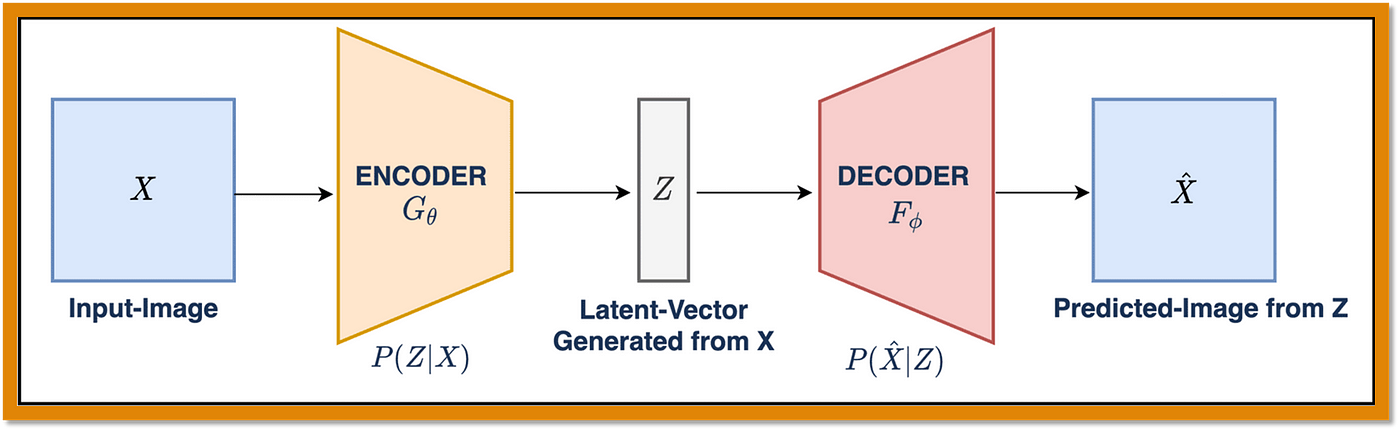 X
Input-Image
ENCODER
G_θ
P(Z|X)
Z
Latent-Vector
Generated from X
DECODER
F_ϕ
P(X̂|Z)
X̂
Predicted-Image from Z